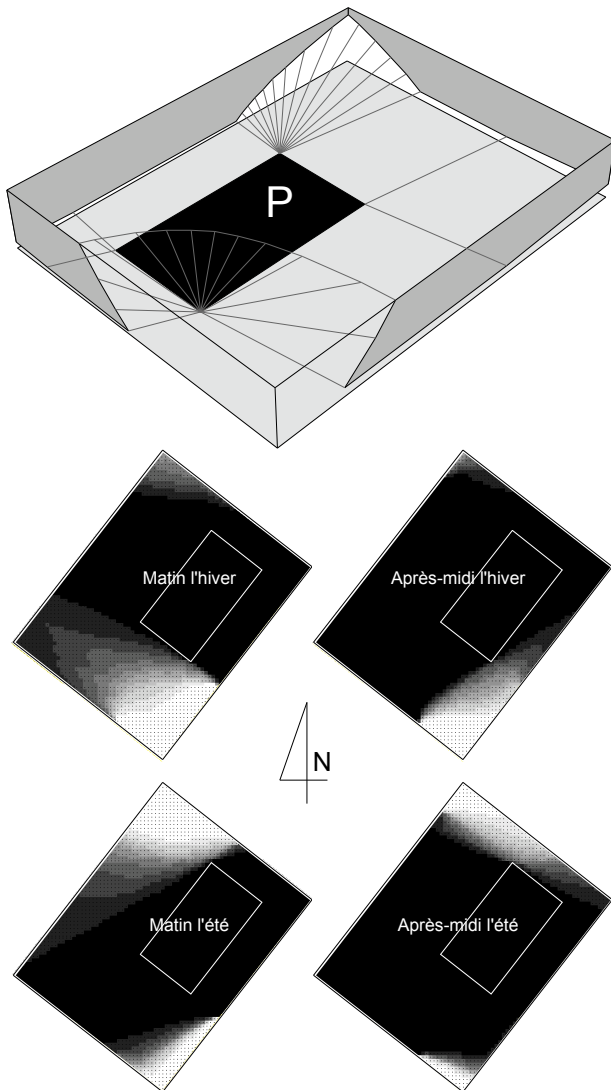 P
Matin l'hiver
Après-midi l'hiver
N
Matin l'été
Après-midi l'été